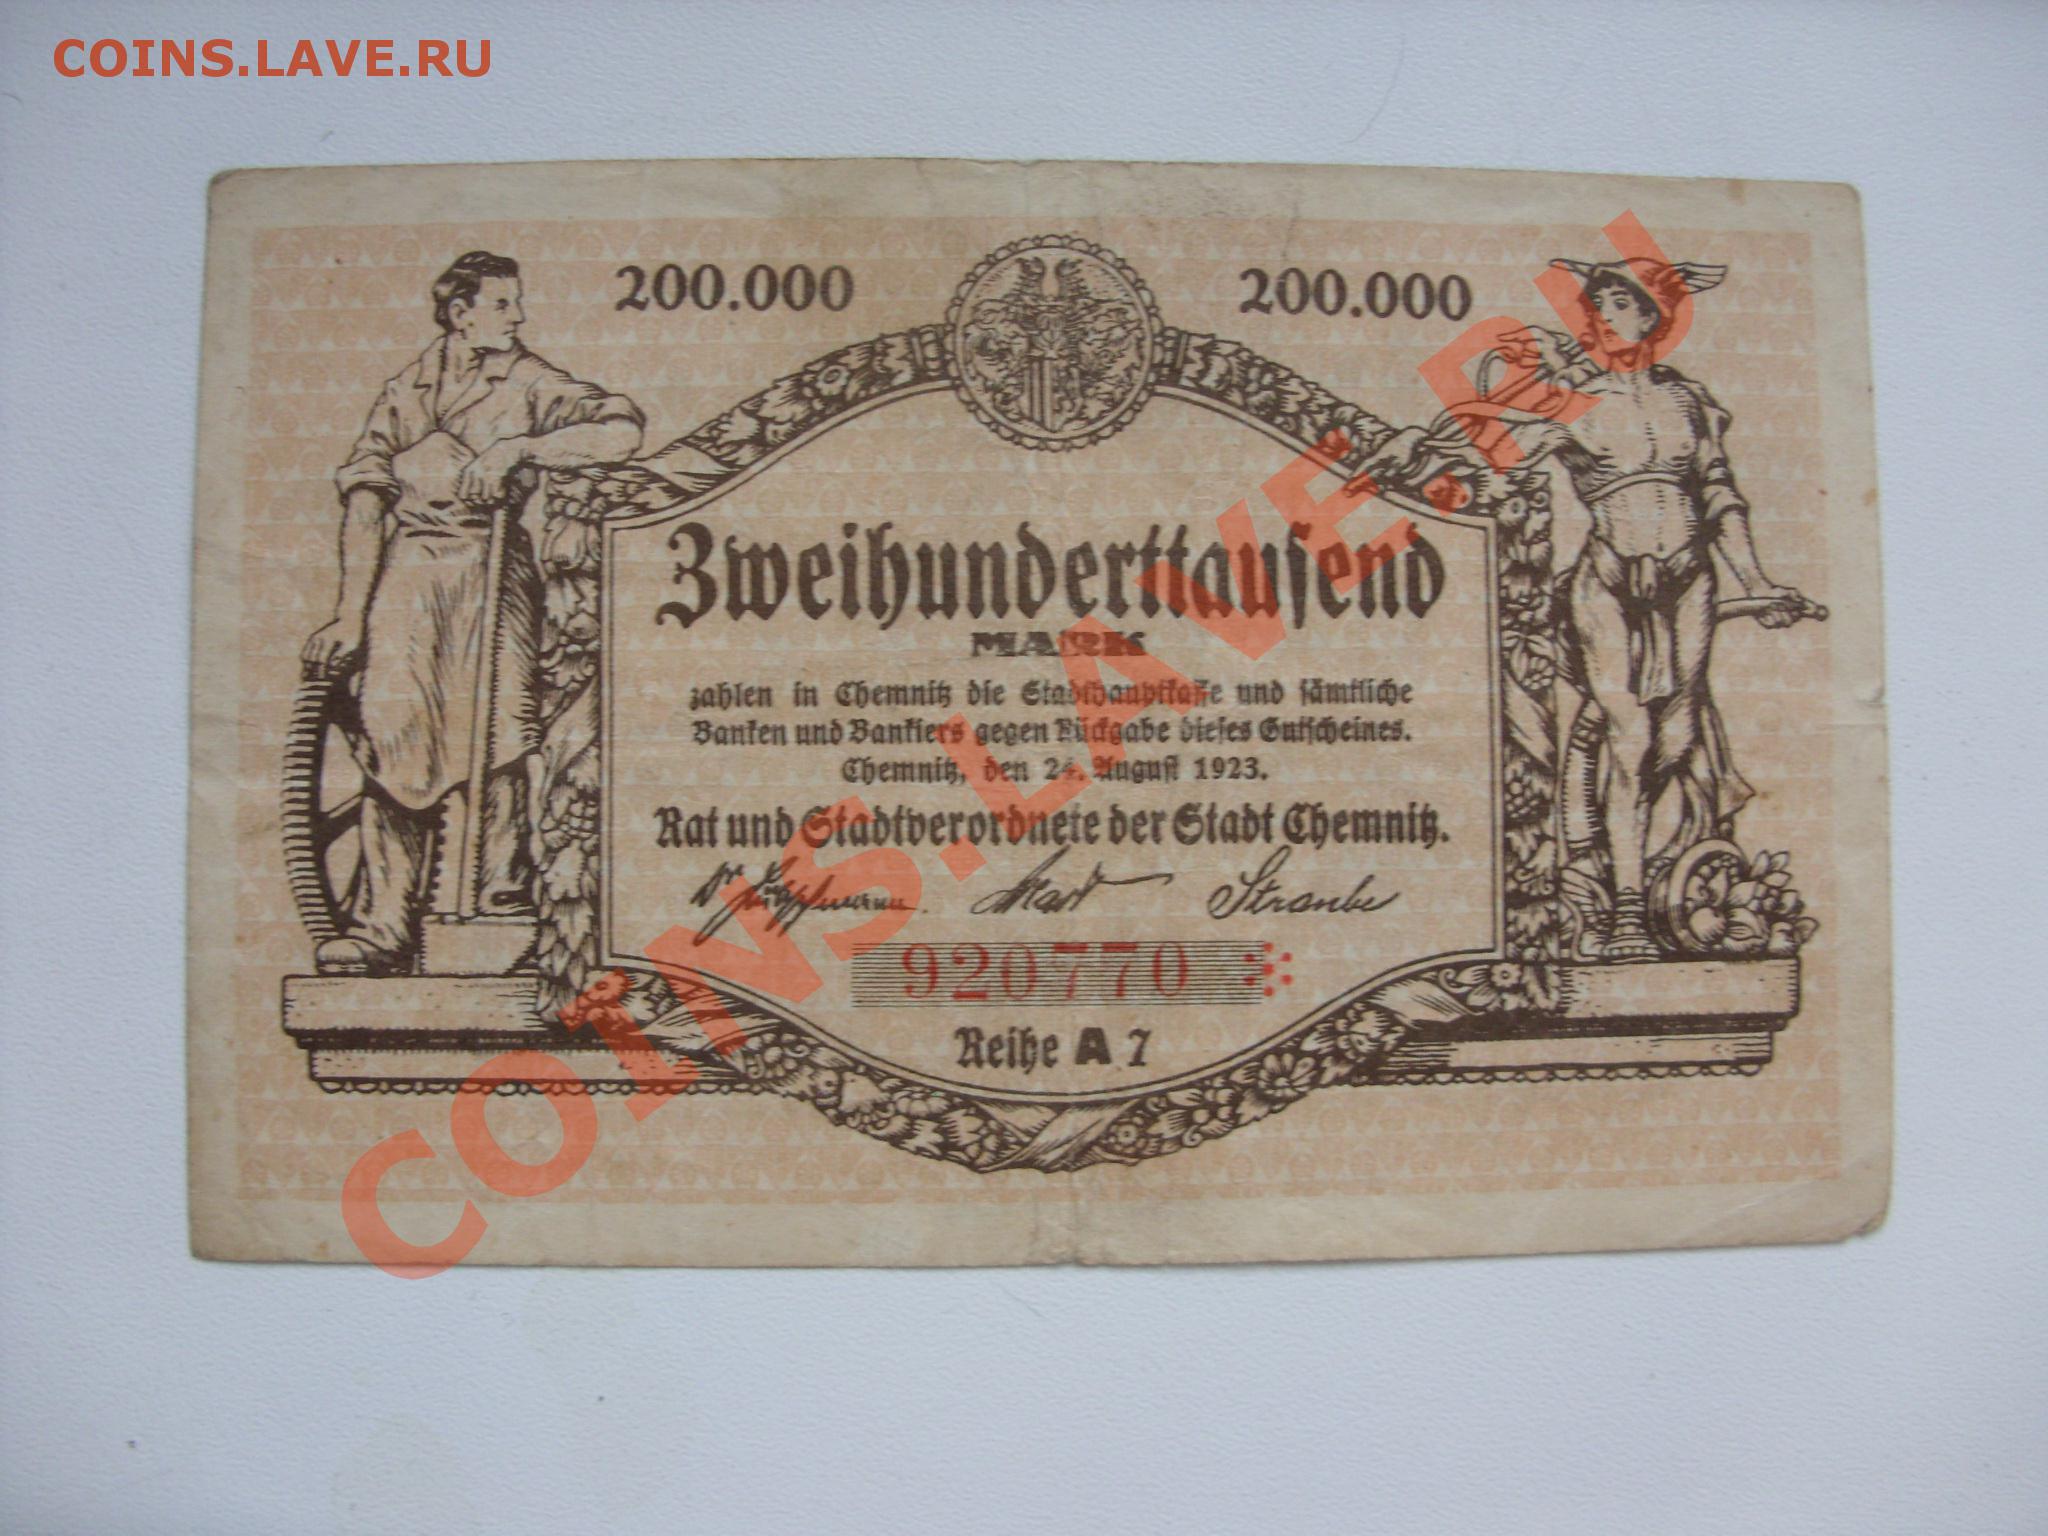 COINS.LAVE.RU
200.000 200.000
Zweihunderttausend
MARK
zahlen in Chemnitz die Stadthauptkasse und sämtliche
Banken und Bankiers gegen Rückgabe dieses Gutscheines.
Chemnitz, den 24. August 1923.
Rat und Stadtverordnete der Stadt Chemnitz.
Straube
920770
Reihe A 7
COINS.LAVE.RU